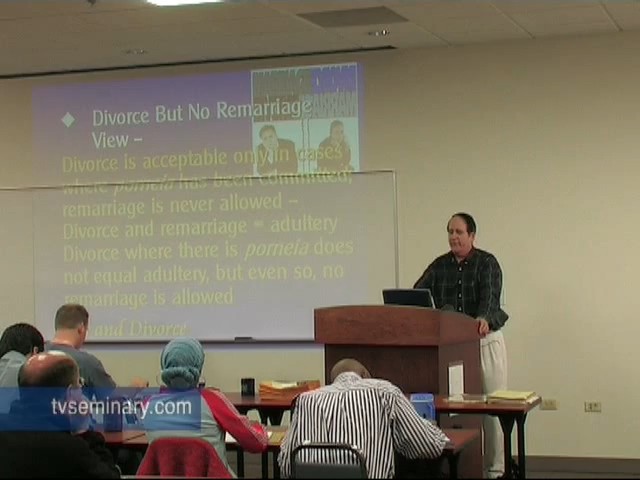 Divorce But No Remarriage
View –
Divorce is acceptable only in cases
where porneia has been committed,
remarriage is never allowed –
Divorce and remarriage = adultery
Divorce where there is porneia does
not equal adultery, but even so, no
remarriage is allowed
and Divorce
tvseminary.com